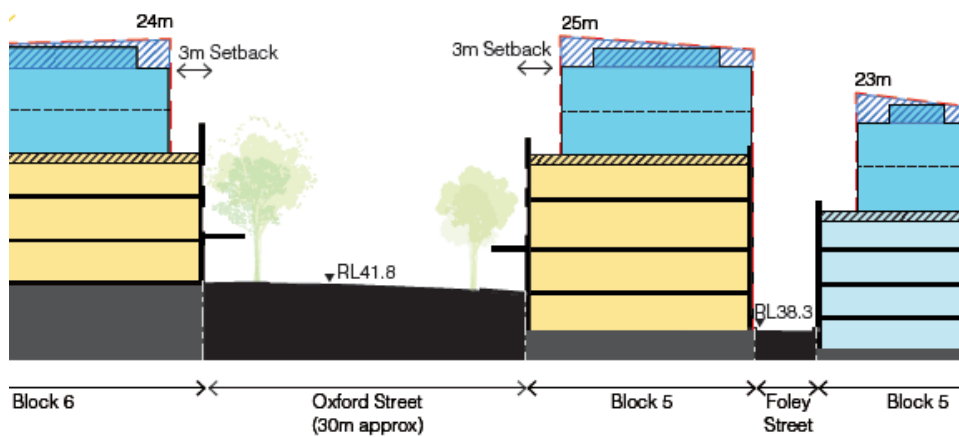 24m
25m
3m Setback
3m Setback
23m
RL41.8
RL38.3
Block 6
Oxford Street
(30m approx)
Block 5
Foley
Street
Block 5